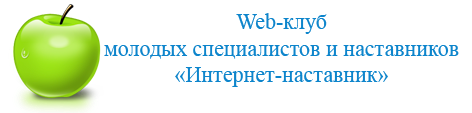 Web-клуб
молодых специалистов и наставников
«Интернет-наставник»